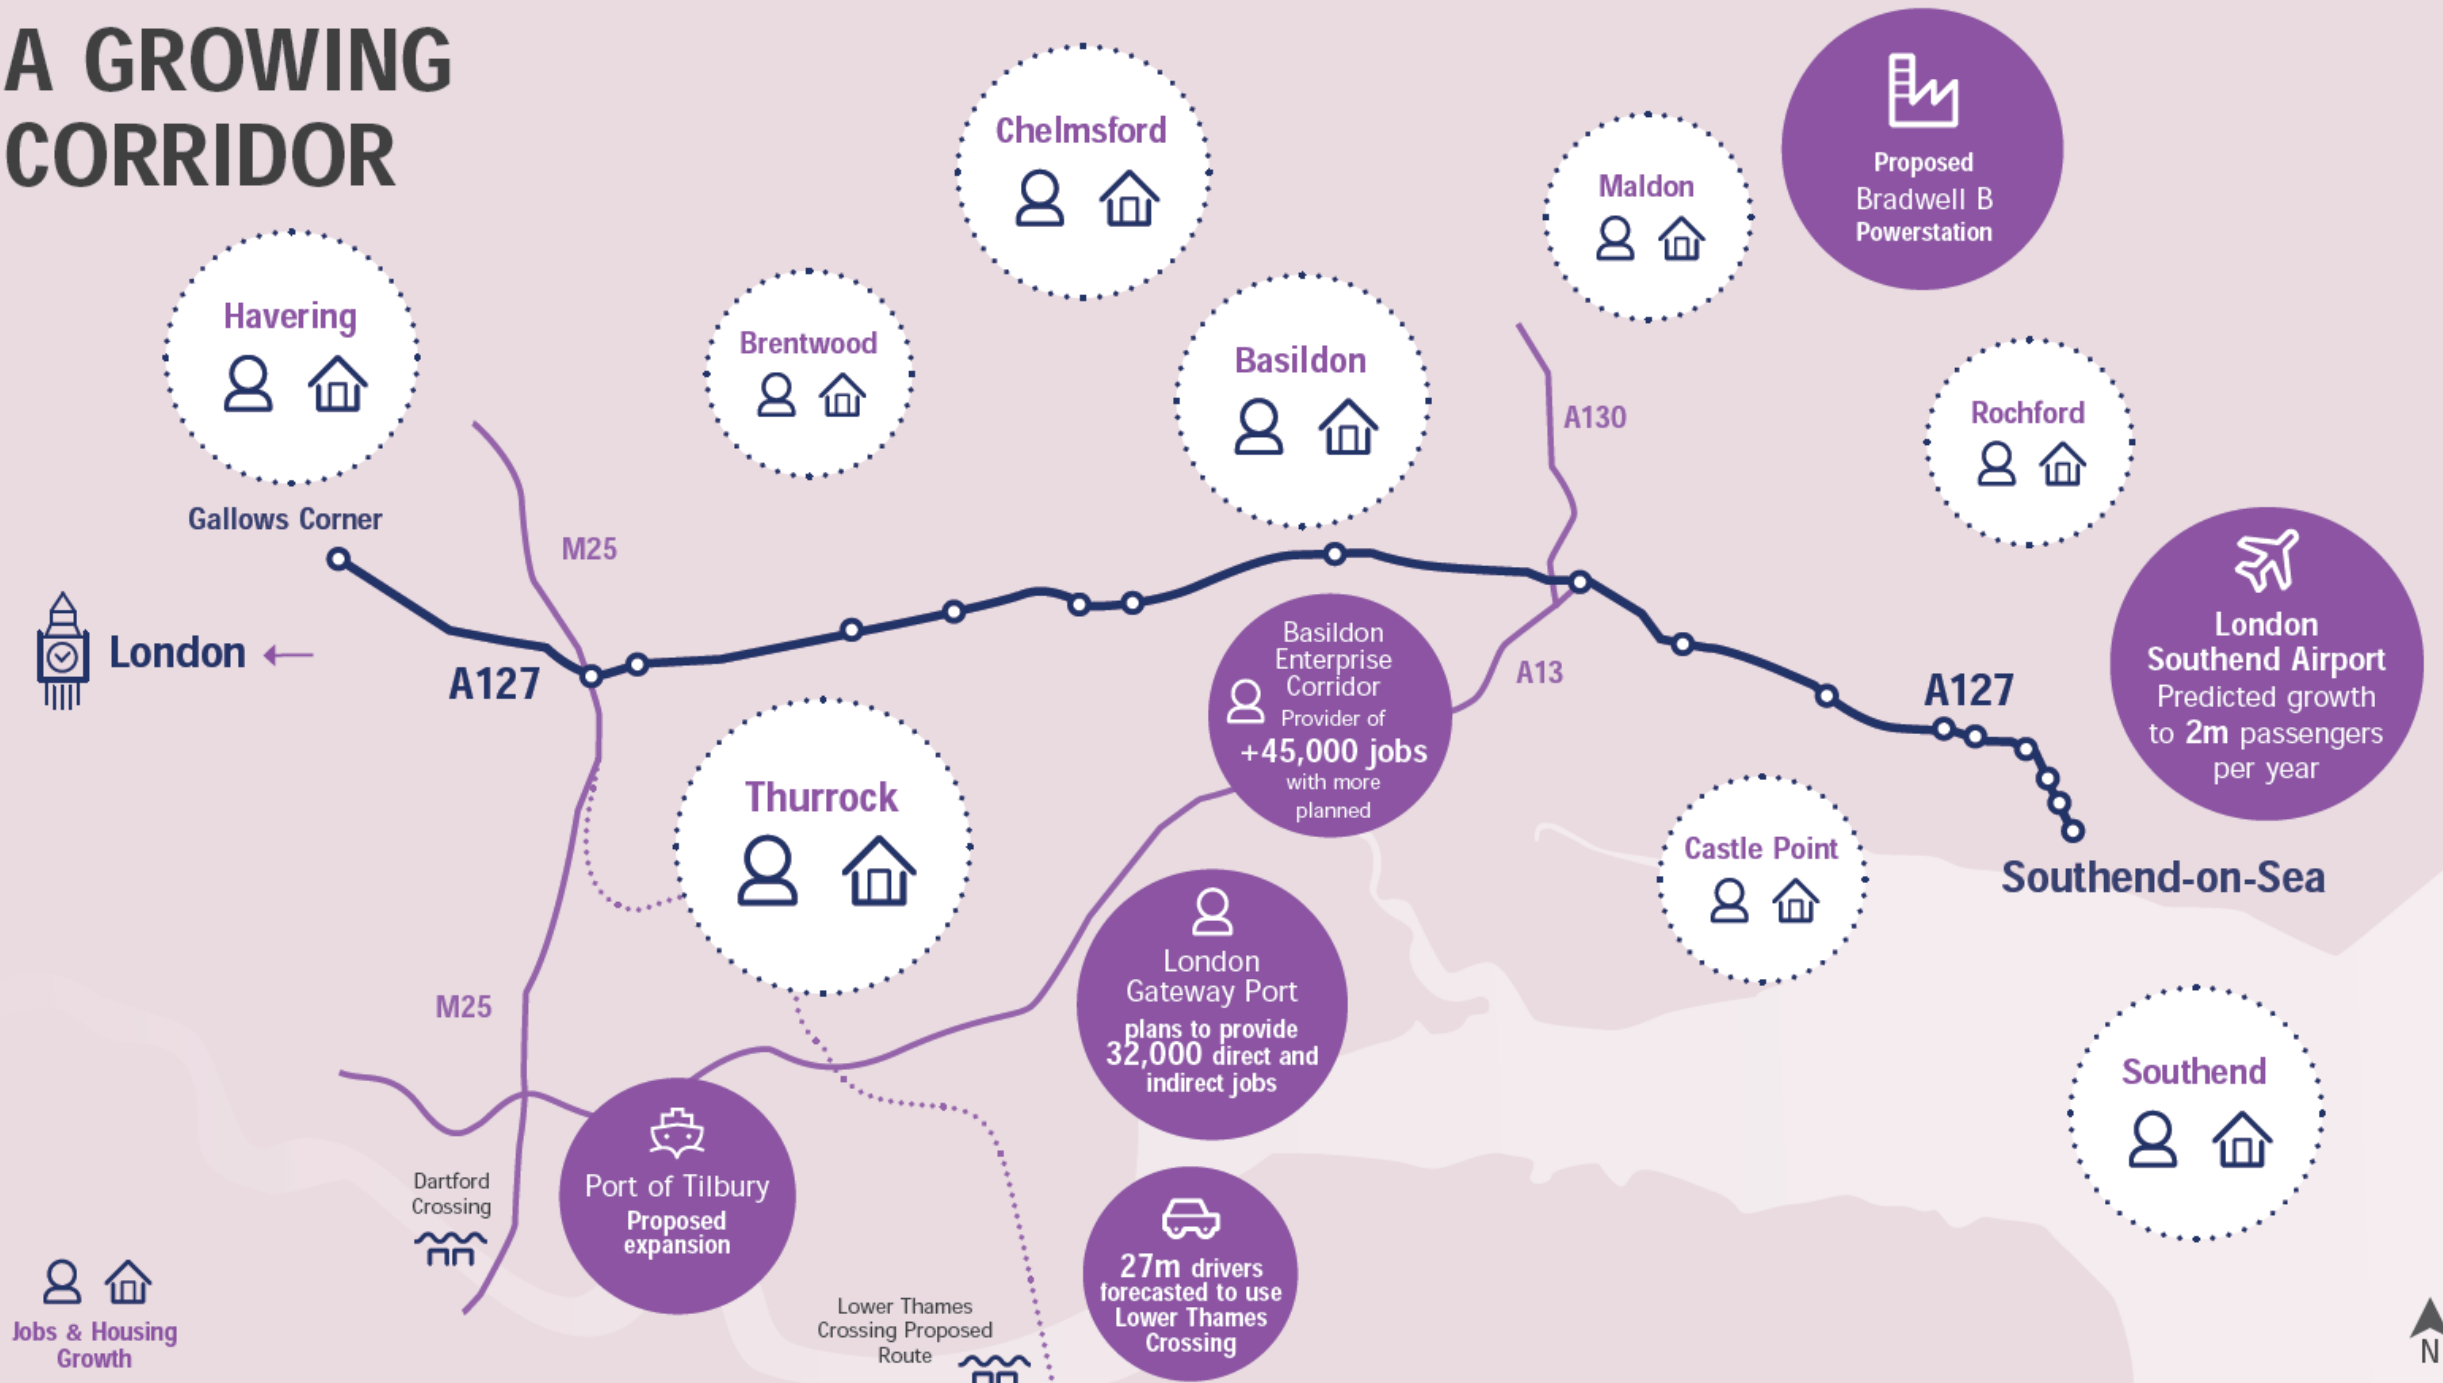 A GROWING
CORRIDOR
Chelmsford
Maldon
Proposed
Bradwell B
Powerstation
Havering
Brentwood
Basildon
A130
Rochford
Gallows Corner
M25
London
A127
Basildon
Enterprise
Corridor
Provider of
+45,000 jobs
with more
planned
A13
A127
London
Southend Airport
Predicted growth
to 2m passengers
per year
Thurrock
Castle Point
Southend-on-Sea
M25
London
Gateway Port
plans to provide
32,000 direct and
indirect jobs
Southend
Dartford
Crossing
Port of Tilbury
Proposed
expansion
27m drivers
forecasted to use
Lower Thames
Crossing
Lower Thames
Crossing Proposed
Route
Jobs & Housing
Growth
N